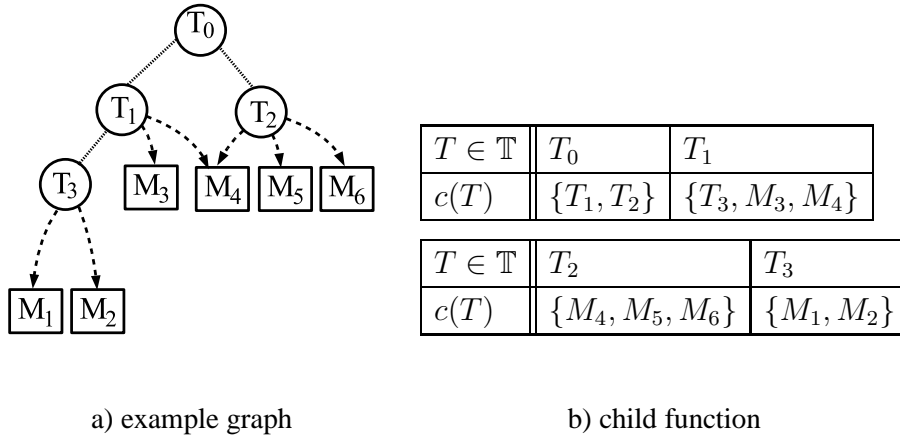 T₀
T₁
T₂
T₃
M₃
M₄
M₅
M₆
M₁
M₂
T ∈ 𝕋 T₀ T₁
c(T) {T₁, T₂} {T₃, M₃, M₄}
T ∈ 𝕋 T₂ T₃
c(T) {M₄, M₅, M₆} {M₁, M₂}
a) example graph
b) child function